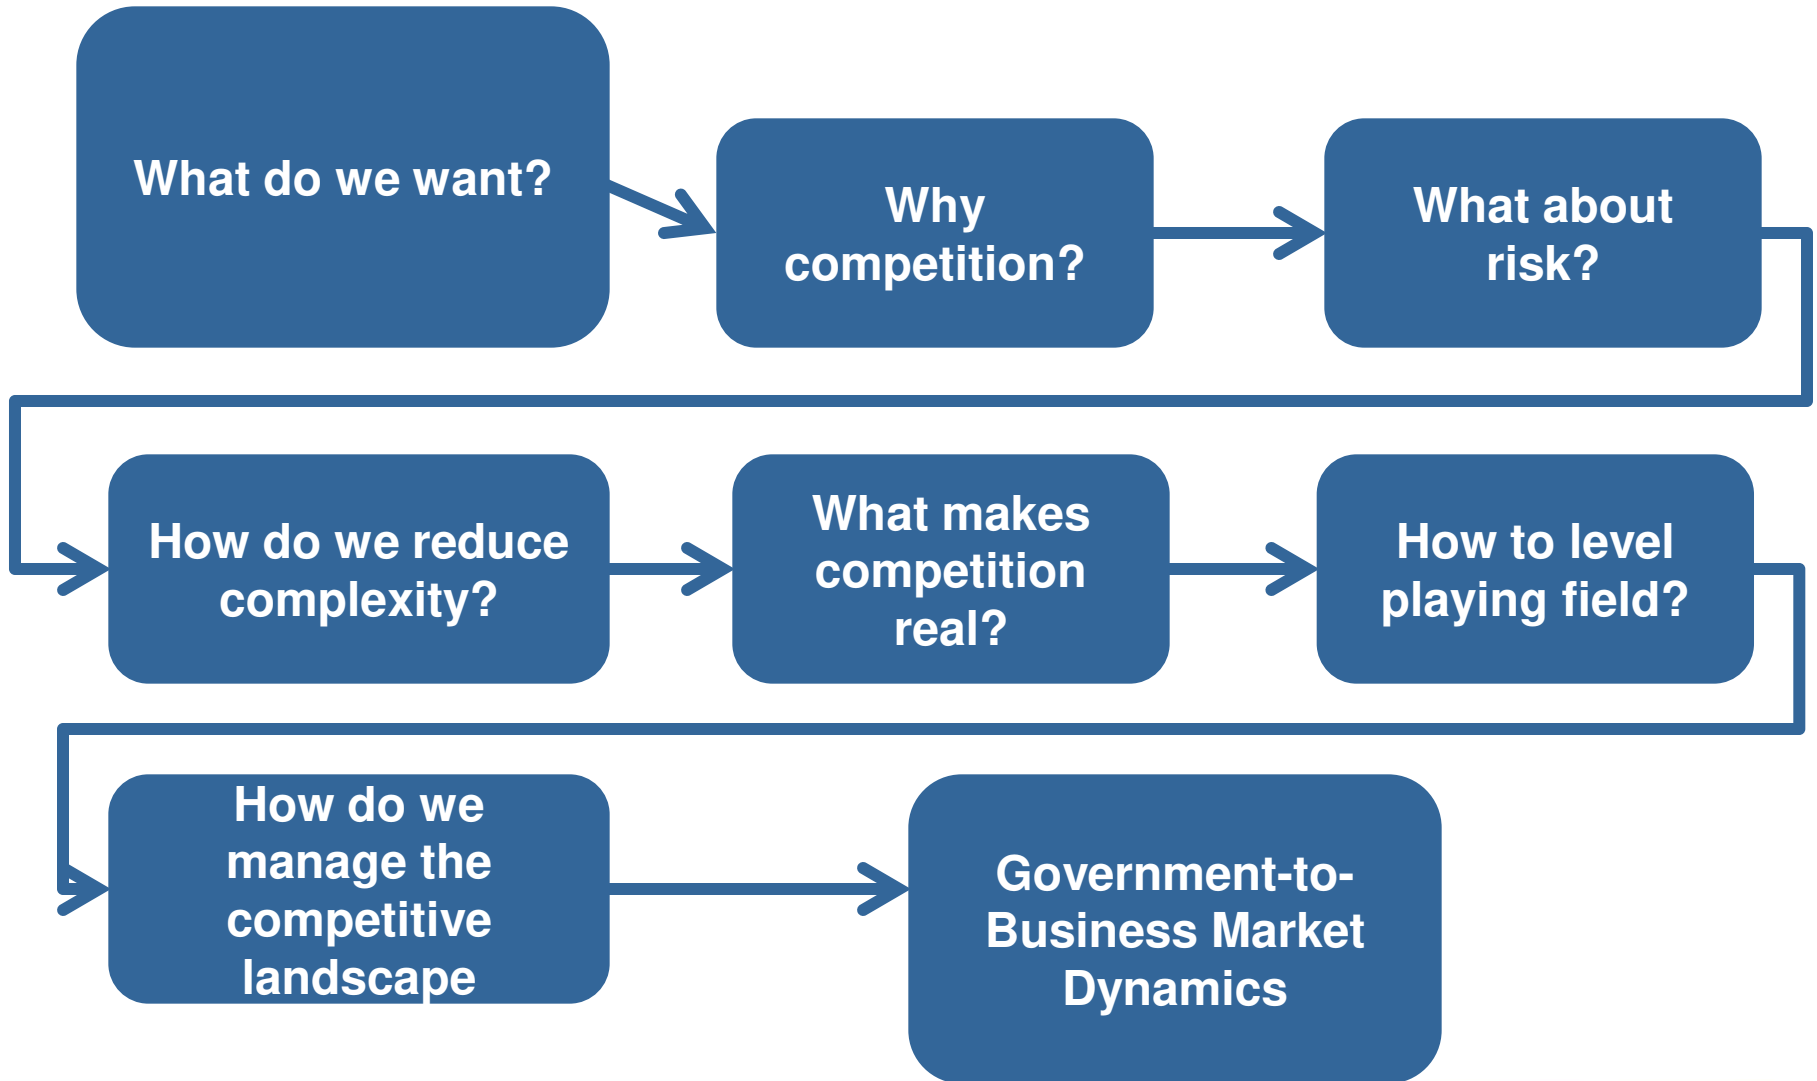 What do we want?
Why
competition?
What about
risk?
How do we reduce
complexity?
What makes
competition
real?
How to level
playing field?
How do we
manage the
competitive
landscape
Government-to-
Business Market
Dynamics